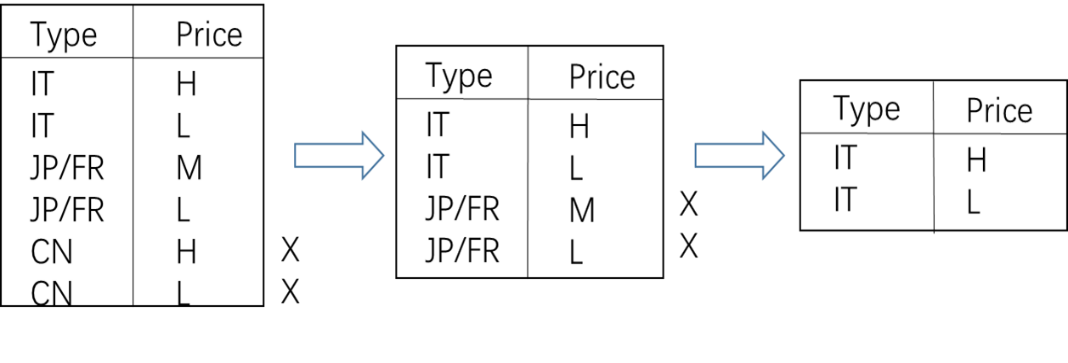 Type Price
IT H
IT L
JP/FR M
JP/FR L
CN H X
CN L X
Type Price
IT H
IT L
JP/FR M X
JP/FR L X
Type Price
IT H
IT L